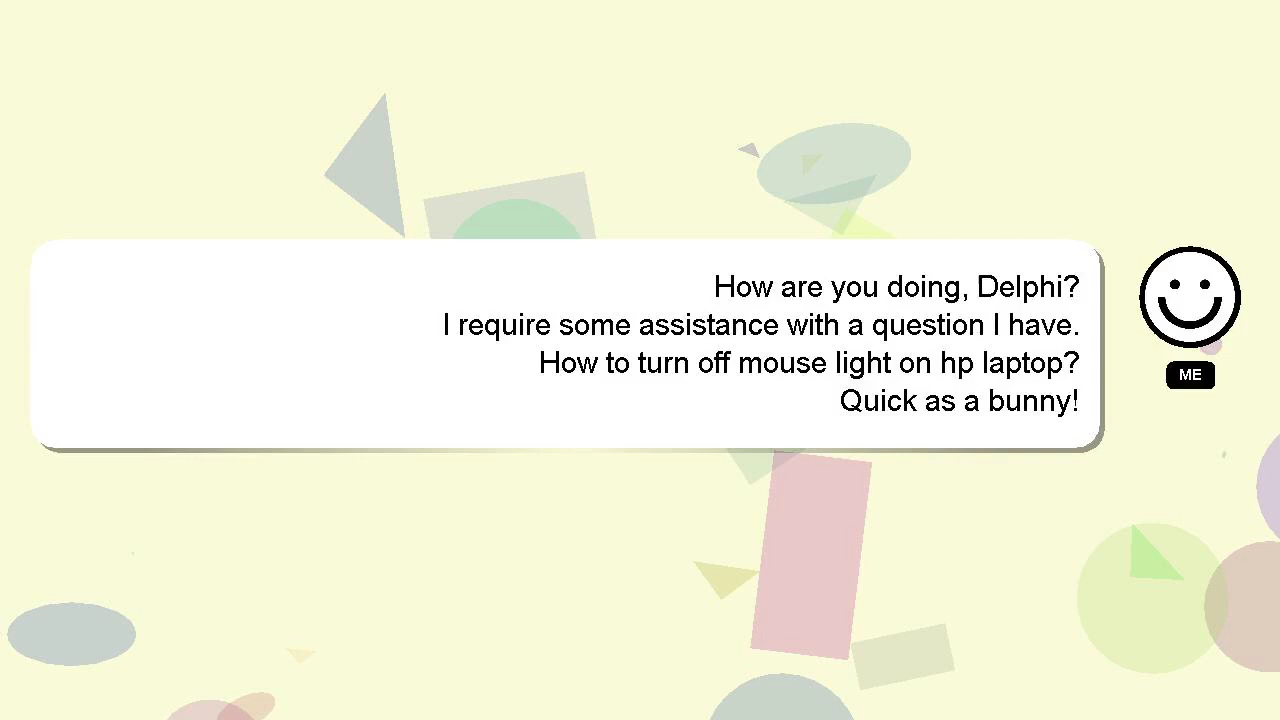 How are you doing, Delphi?
I require some assistance with a question I have.
How to turn off mouse light on hp laptop?
Quick as a bunny!
ME